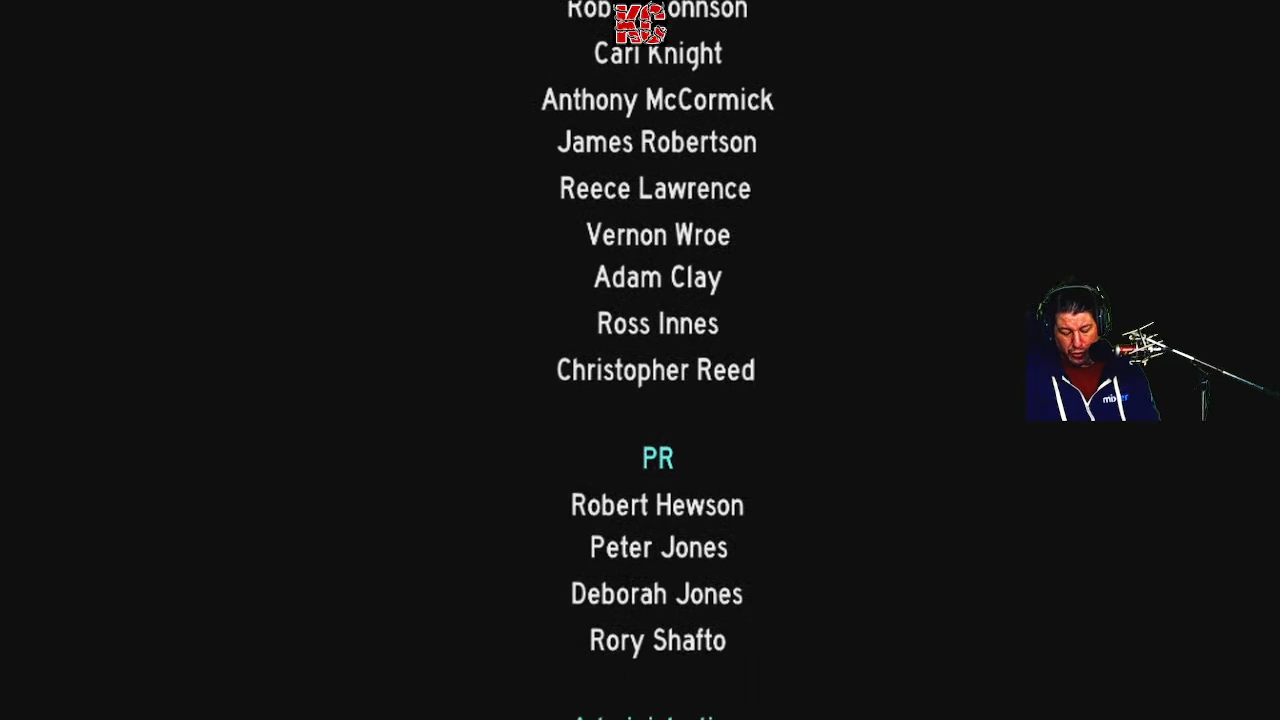 KC
Carl Knight
Anthony McCormick
James Robertson
Reece Lawrence
Vernon Wroe
Adam Clay
Ross Innes
Christopher Reed
PR
Robert Hewson
Peter Jones
Deborah Jones
Rory Shafto